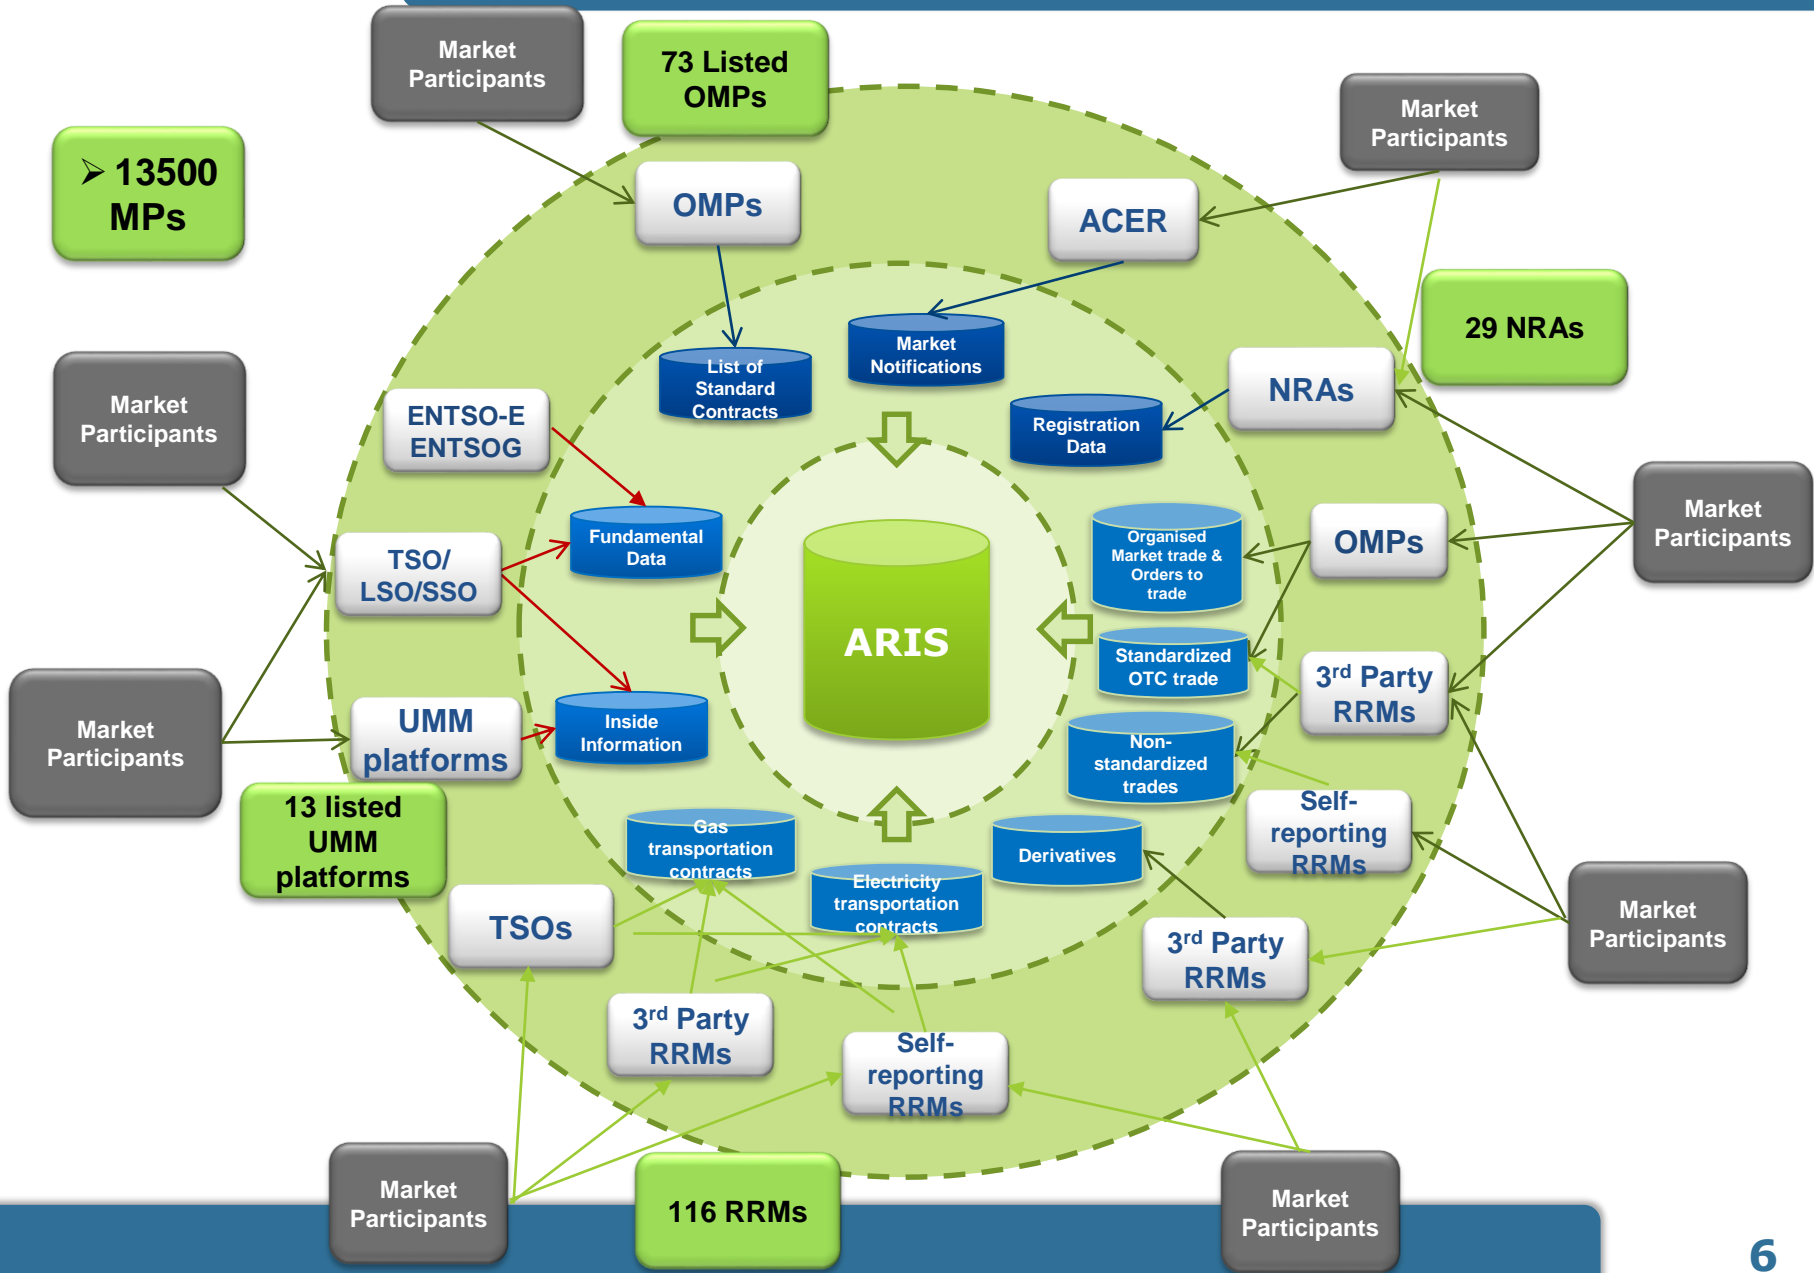 Market
Participants
73 Listed
OMPs
Market
Participants
➢ 13500
MPs
OMPs
ACER
29 NRAs
Market
Notifications
List of
Standard
Contracts
NRAs
Market
Participants
ENTSO-E
ENTSOG
Registration
Data
Market
Participants
Fundamental
Data
Organised
Market trade &
Orders to
trade
OMPs
TSO/
LSO/SSO
ARIS
Standardized
OTC trade
3rd Party
RRMs
Market
Participants
UMM
platforms
Inside
Information
Non-
standardized
trades
13 listed
UMM
platforms
Gas
transportation
contracts
Derivatives
Self-
reporting
RRMs
Electricity
transportation
contracts
TSOs
3rd Party
RRMs
Market
Participants
3rd Party
RRMs
Self-
reporting
RRMs
Market
Participants
116 RRMs
Market
Participants
6